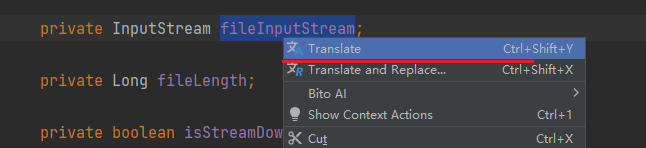 private InputStream fileInputStream;
Translate Ctrl+Shift+Y
Translate and Replace... Ctrl+Shift+X
private Long fileLength;
Bito AI
Show Context Actions Ctrl+1
private boolean isStreamDow
Cut Ctrl+X